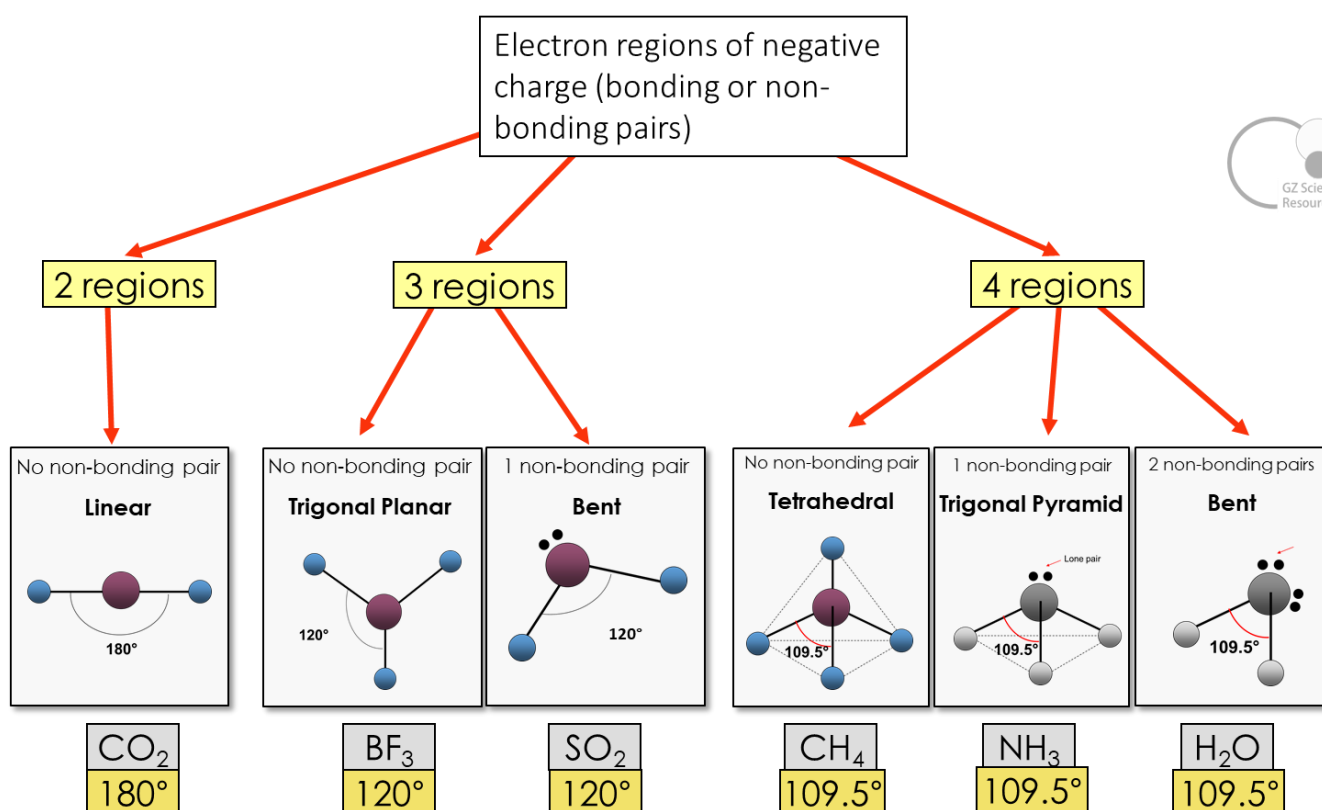 Electron regions of negative
charge (bonding or non-
bonding pairs)
GZ Scie
Resour
2 regions
3 regions
4 regions
No non-bonding pair
Linear
180°
No non-bonding pair
Trigonal Planar
120°
1 non-bonding pair
Bent
120°
No non-bonding pair
Tetrahedral
109.5°
1 non-bonding pair
Trigonal Pyramid
Lone pair
109.5°
2 non-bonding pairs
Bent
109.5°
CO₂
180°
BF₃
120°
SO₂
120°
CH₄
109.5°
NH₃
109.5°
H₂O
109.5°